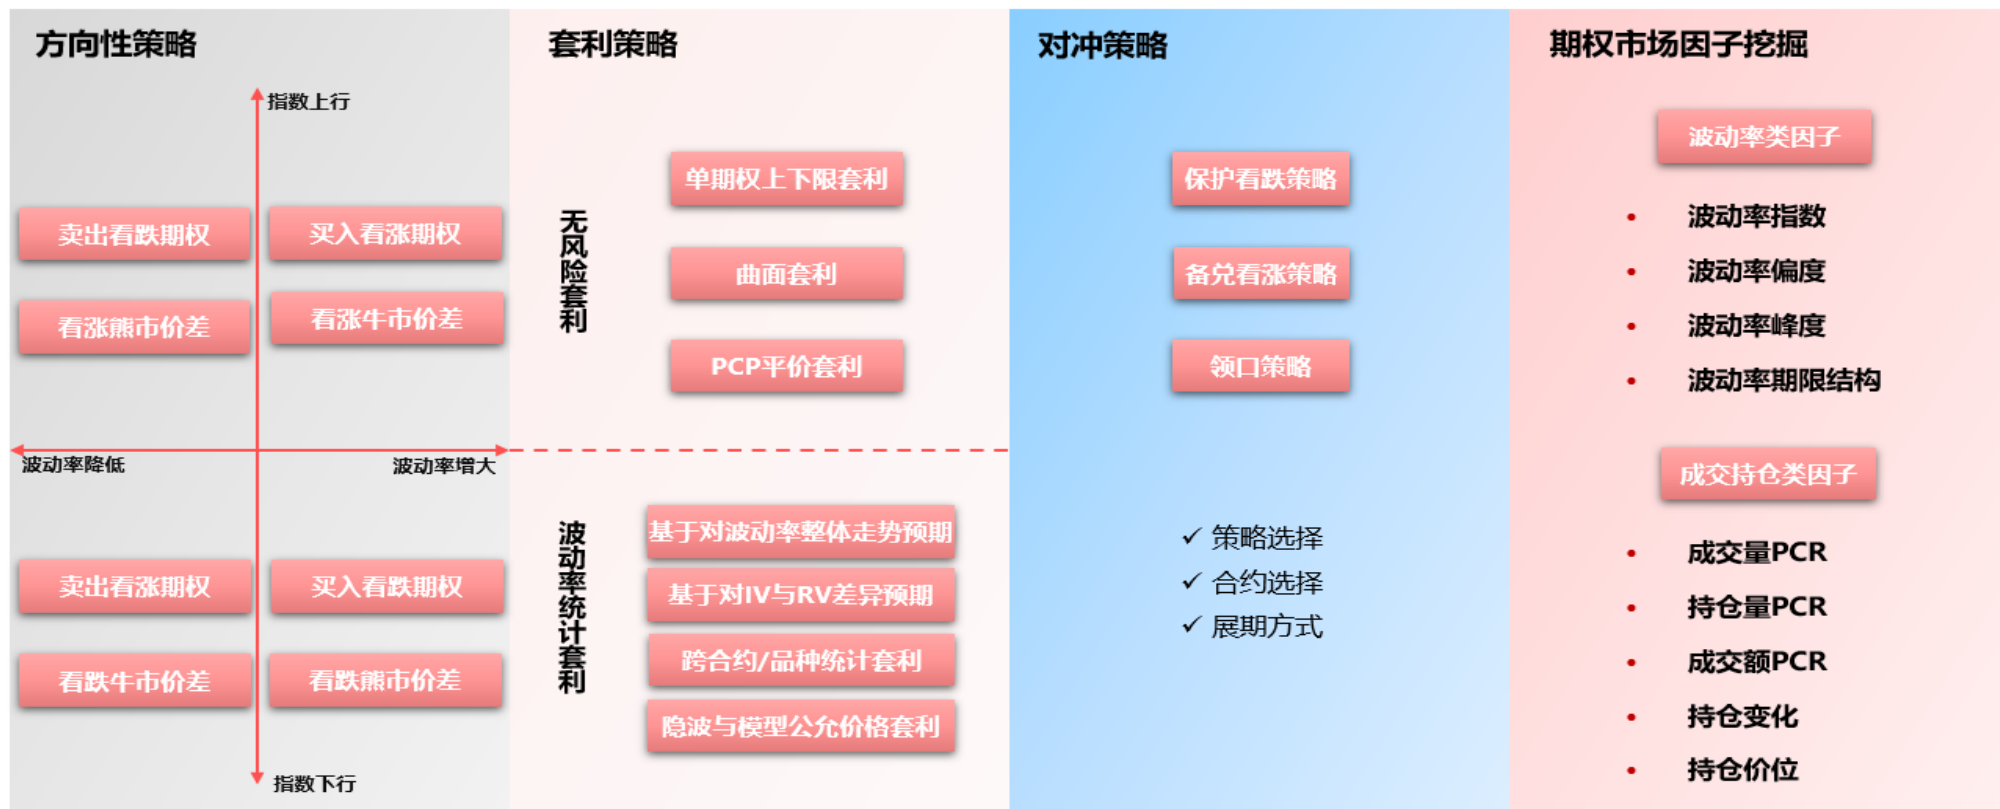 方向性策略
指数上行
卖出看跌期权
买入看涨期权
看涨熊市价差
看涨牛市价差
波动率降低
波动率增大
卖出看涨期权
买入看跌期权
看跌牛市价差
看跌熊市价差
指数下行
套利策略
无风险套利
单期权上下限套利
曲面套利
PCP平价套利
波动率统计套利
基于对波动率整体走势预期
基于对IV与RV差异预期
跨合约/品种统计套利
隐波与模型公允价格套利
对冲策略
保护看跌策略
备兑看涨策略
领口策略
✓ 策略选择
✓ 合约选择
✓ 展期方式
期权市场因子挖掘
波动率类因子
• 波动率指数
• 波动率偏度
• 波动率峰度
• 波动率期限结构
成交持仓类因子
• 成交量PCR
• 持仓量PCR
• 成交额PCR
• 持仓变化
• 持仓价位